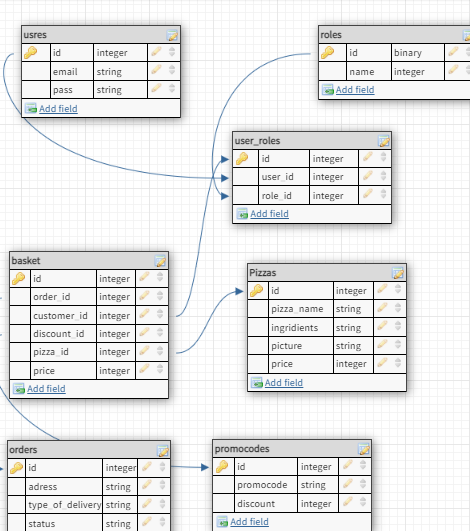 usres
id integer
email string
pass string
Add field
roles
id binary
name integer
Add field
user_roles
id integer
user_id integer
role_id integer
Add field
basket
id integer
order_id integer
customer_id integer
discount_id integer
pizza_id integer
price integer
Add field
Pizzas
id integer
pizza_name string
ingridients string
picture string
price integer
Add field
orders
id integer
adress string
type_of_delivery string
status string
promocodes
id integer
promocode string
discount integer
Add field